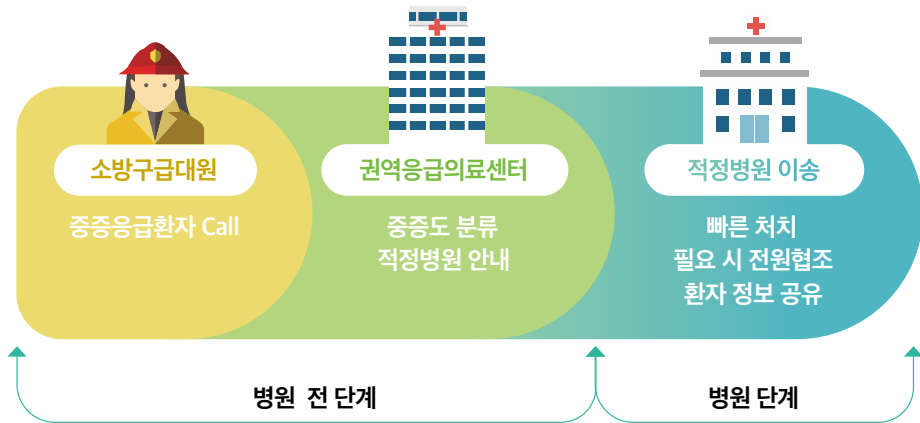 소방구급대원
중증응급환자 Call
권역응급의료센터
중증도 분류
적정병원 안내
적정병원 이송
빠른 처치
필요 시 전원협조
환자 정보 공유
병원 전 단계
병원 단계